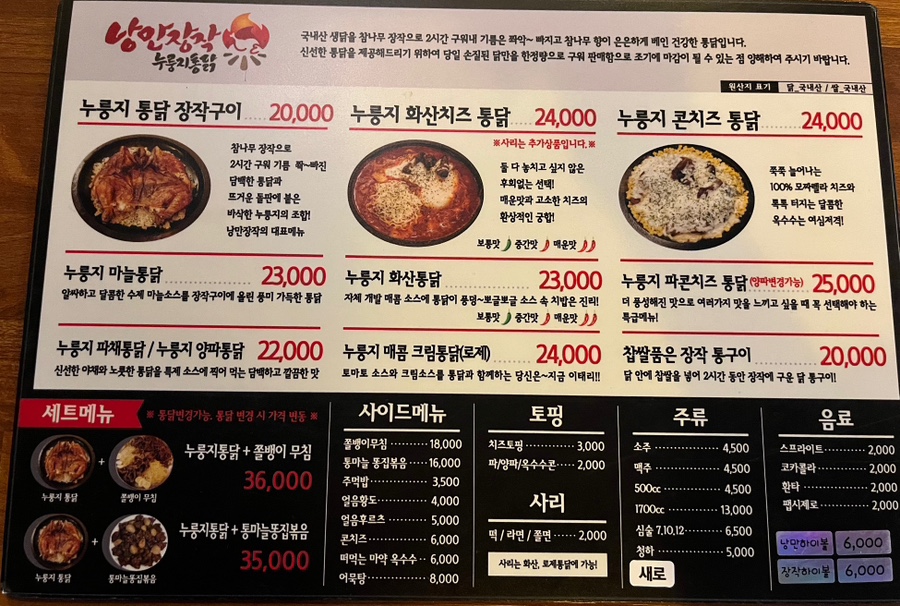 낭만장작
누룽지통닭
국내산 생닭을 참나무 장작으로 2시간 구워내 기름은 쫘악~ 빠지고 참나무 향이 은은하게 베인 건강한 통닭입니다.
신선한 통닭을 제공해드리기 위하여 당일 손질된 닭만을 한정량으로 구워 판매함으로 조기에 마감이 될 수 있는 점 양해하여 주시기 바랍니다.
원산지 표기 닭_국내산 / 쌀_국내산
누룽지 통닭 장작구이 20,000
참나무 장작으로
2시간 구워 기름 쫙~빠진
담백한 통닭과
뜨거운 돌판에 붙은
바삭한 누룽지의 조합!
낭만장작의 대표메뉴
누룽지 마늘통닭 23,000
알싸하고 달콤한 수제 마늘소스를 장작구이에 올린 풍미 가득한 통닭
누룽지 파채통닭 / 누룽지 양파통닭 22,000
신선한 야채와 노릇한 통닭을 특제 소스에 찍어 먹는 담백하고 깔끔한 맛
누룽지 화산치즈 통닭 24,000
※사리는 추가상품입니다.※
둘 다 놓치고 싶지 않은
후회없는 선택!
매운맛과 고소한 치즈의
환상적인 궁합!
보통맛 중간맛 매운맛
누룽지 화산통닭 23,000
자체 개발 매콤 소스에 통닭이 퐁덩~보글보글 소스 속 치밥은 진리!
보통맛 중간맛 매운맛
누룽지 매콤 크림통닭(로제) 24,000
토마토 소스와 크림소스를 통닭과 함께하는 당신은~지금 이태리!!
누룽지 콘치즈 통닭 24,000
쭉쭉 늘어나는
100% 모짜렐라 치즈와
톡톡 터지는 달콤한
옥수수는 여심저격!
누룽지 파콘치즈 통닭(양파변경가능) 25,000
더 풍성해진 맛으로 여러가지 맛을 느끼고 싶을 때 꼭 선택해야 하는
특급메뉴!
찹쌀품은 장작 통구이 20,000
닭 안에 찹쌀을 넣어 2시간 동안 장작에 구운 닭 통구이!
세트메뉴 ※ 통닭변경가능, 통닭 변경 시 가격 변동 ※
누룽지통닭 + 쫄뱅이 무침
36,000
누룽지 통닭 + 쫄뱅이 무침
누룽지통닭 + 통마늘똥집볶음
35,000
누룽지 통닭 + 통마늘똥집볶음
사이드메뉴
쫄뱅이무침 18,000
통마늘 똥집볶음 16,000
주먹밥 3,500
얼음황도 4,000
얼음후르츠 5,000
콘치즈 6,000
떠먹는 마약 옥수수 6,000
어묵탕 8,000
토핑
치즈토핑 3,000
파/양파/옥수수콘 2,000
사리
떡 / 라면 / 쫄면 2,000
사리는 화산, 로제통닭에 가능!
주류
소주 4,500
맥주 4,500
500cc 4,500
1700cc 13,000
심술 7,10,12 6,500
청하 5,000
새로
음료
스프라이트 2,000
코카콜라 2,000
환타 2,000
펩시제로 2,000
낭만하이볼 6,000
장작하이볼 6,000